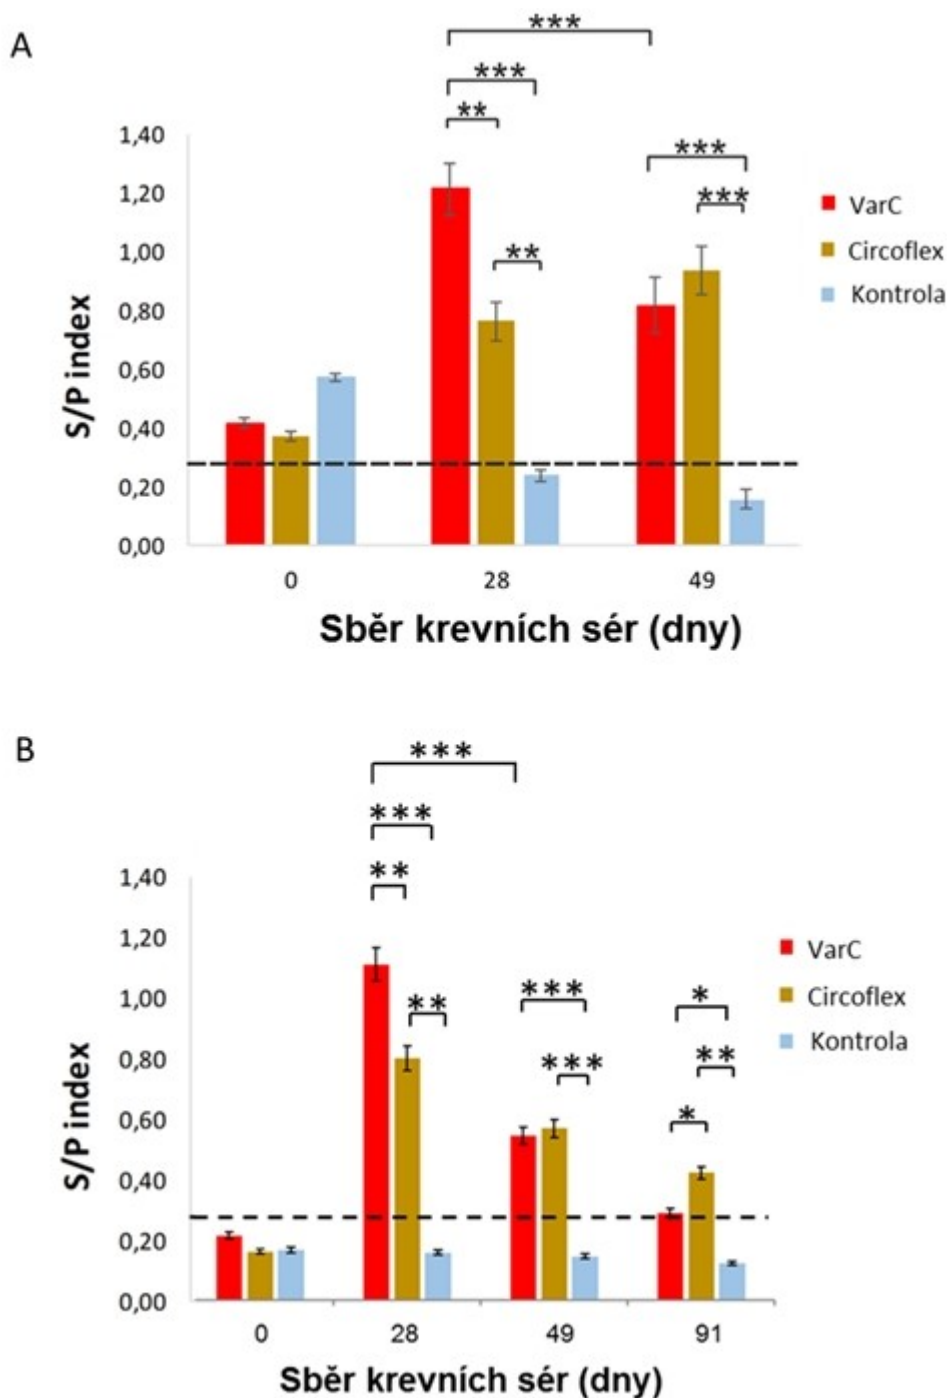 A
***
***
**
1,40
***
1,20
***
VarC
1,00
**
Circoflex
0,80
Kontrola
0,60
0,40
0,20
0,00
S/P index
0 28 49
Sběr krevních sér (dny)
B
***
***
**
1,40
1,20
VarC
1,00
***
*
Circoflex
**
0,80
***
**
Kontrola
0,60
*
0,40
0,20
0,00
S/P index
0 28 49 91
Sběr krevních sér (dny)